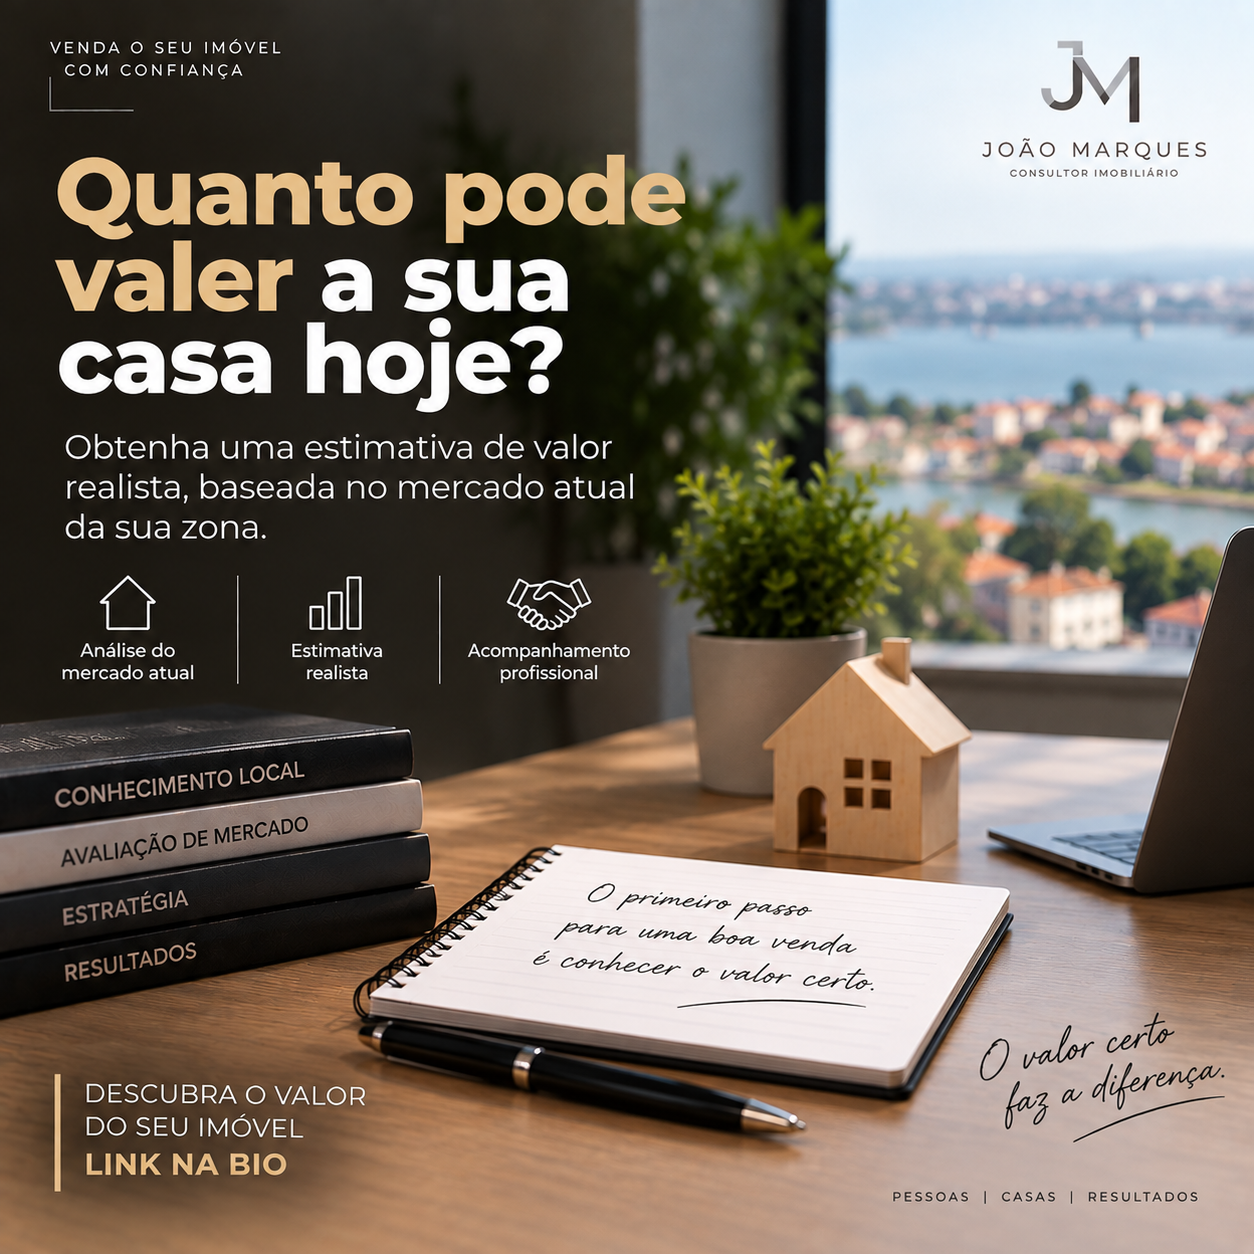 VENDA O SEU IMÓVEL
COM CONFIANÇA
JM
JOÃO MARQUES
CONSULTOR IMOBILIÁRIO
Quanto pode
valer a sua
casa hoje?
Obtenha uma estimativa de valor
realista, baseada no mercado atual
da sua zona.
Análise do
mercado atual
Estimativa
realista
Acompanhamento
profissional
CONHECIMENTO LOCAL
AVALIAÇÃO DE MERCADO
ESTRATÉGIA
RESULTADOS
O primeiro passo
para uma boa venda
é conhecer o valor certo.
O valor certo
faz a diferença.
DESCUBRA O VALOR
DO SEU IMÓVEL
LINK NA BIO
PESSOAS | CASAS | RESULTADOS